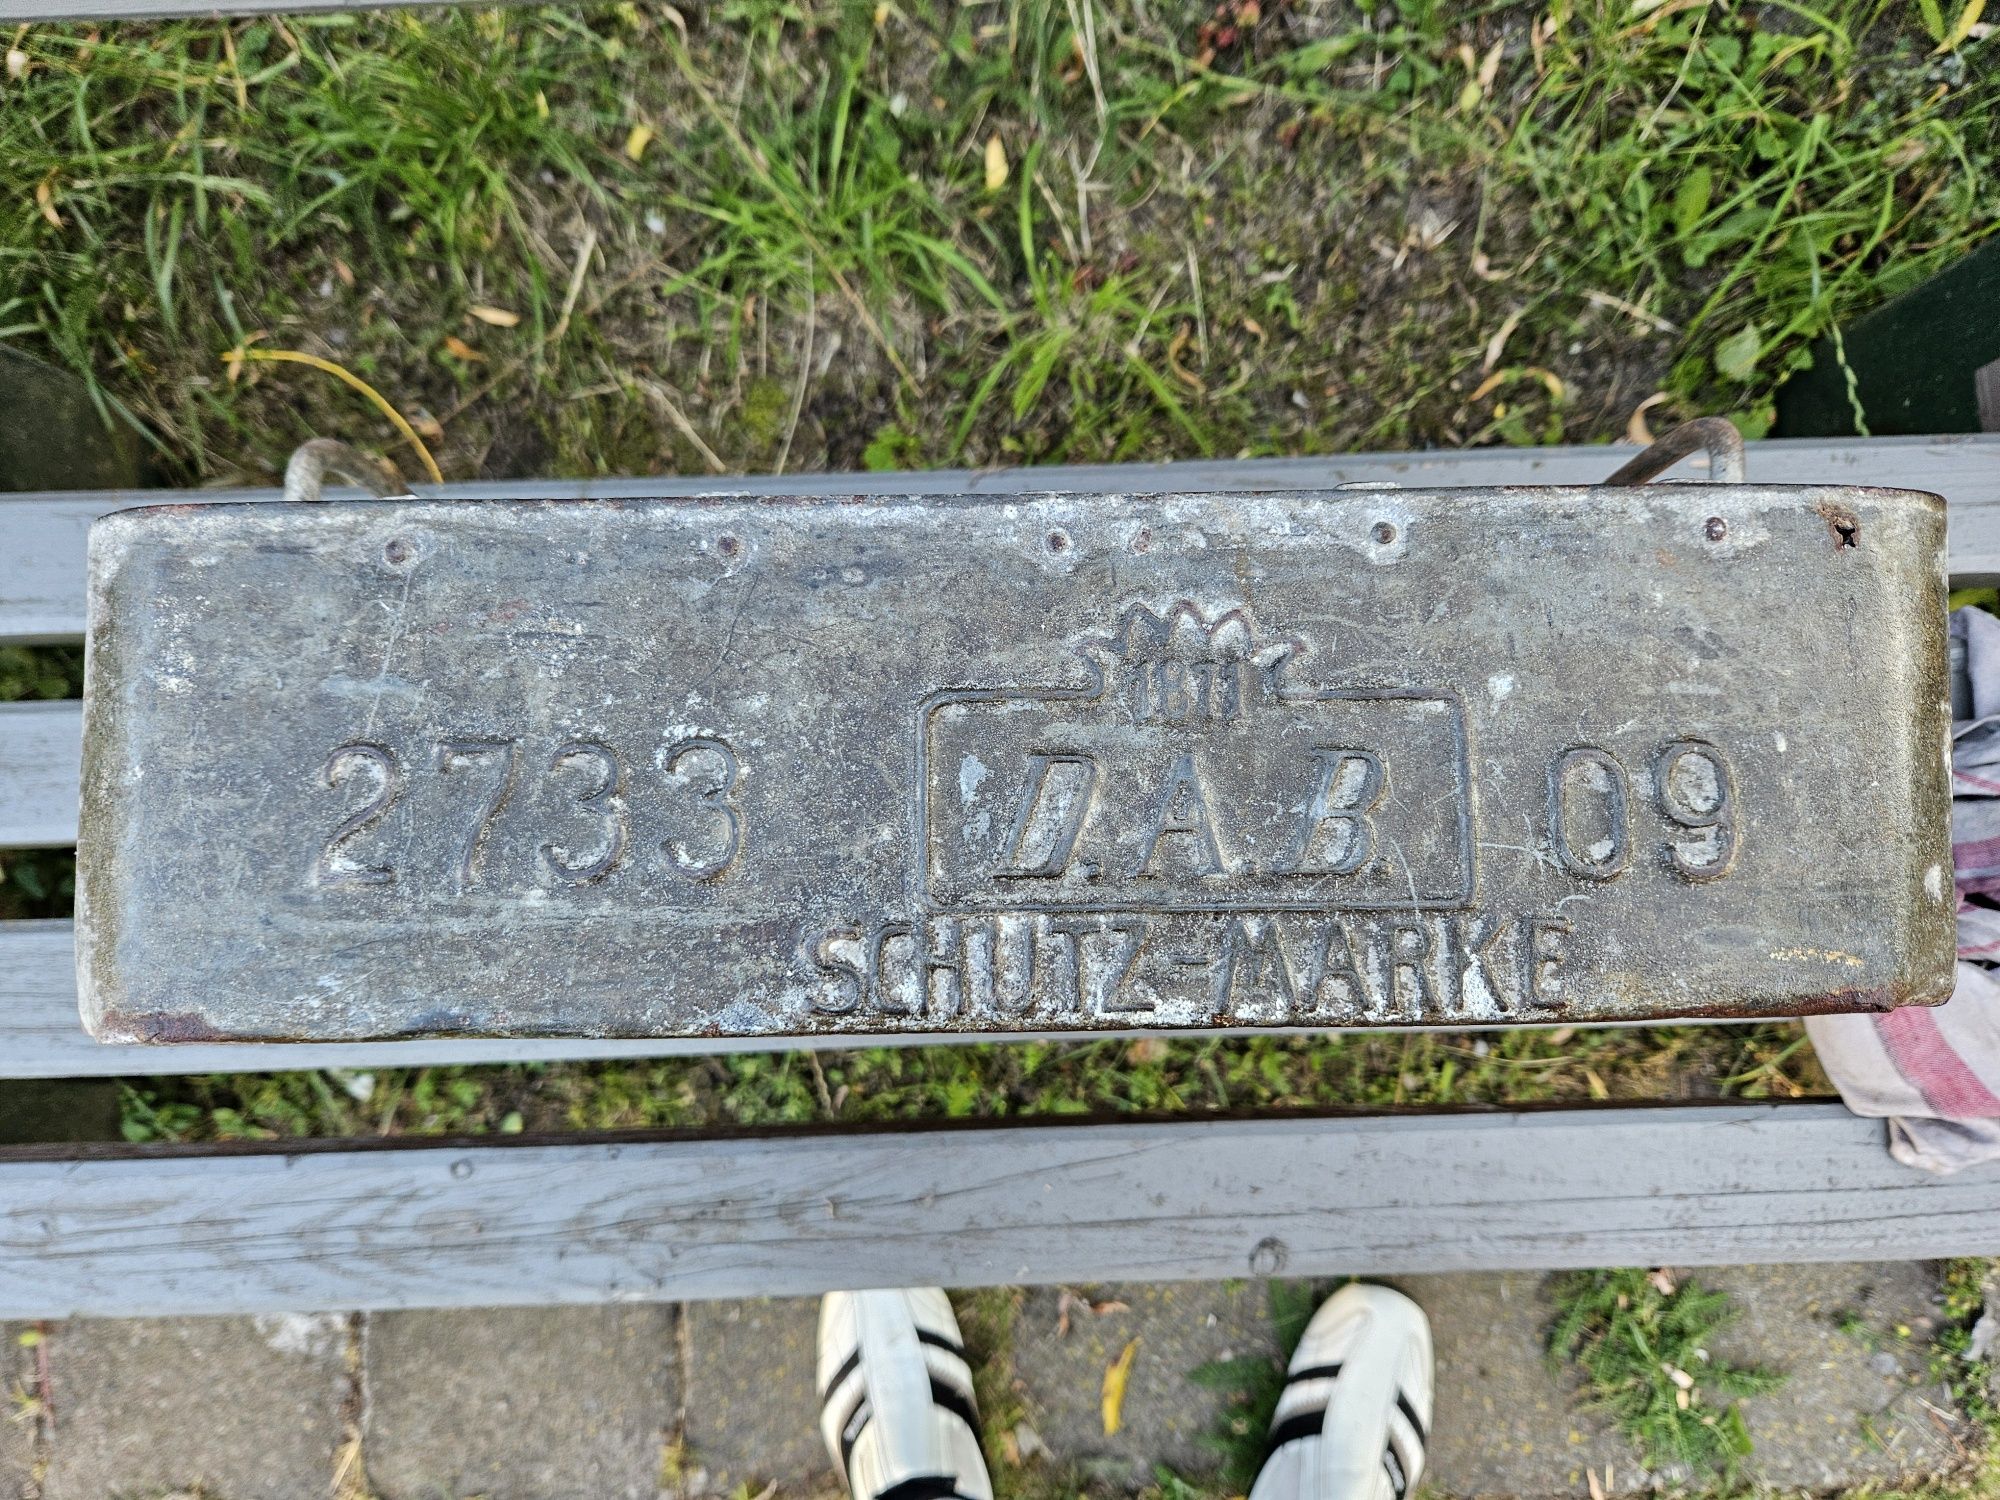 1871
2733 D.A.B. 09
SCHUTZ-MARKE